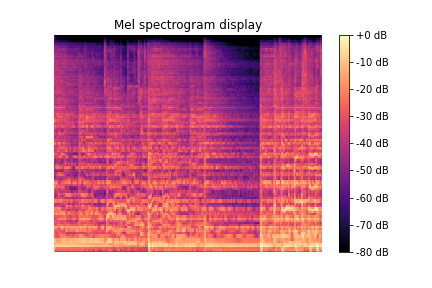 Mel spectrogram display
+0 dB
-10 dB
-20 dB
-30 dB
-40 dB
-50 dB
-60 dB
-70 dB
-80 dB